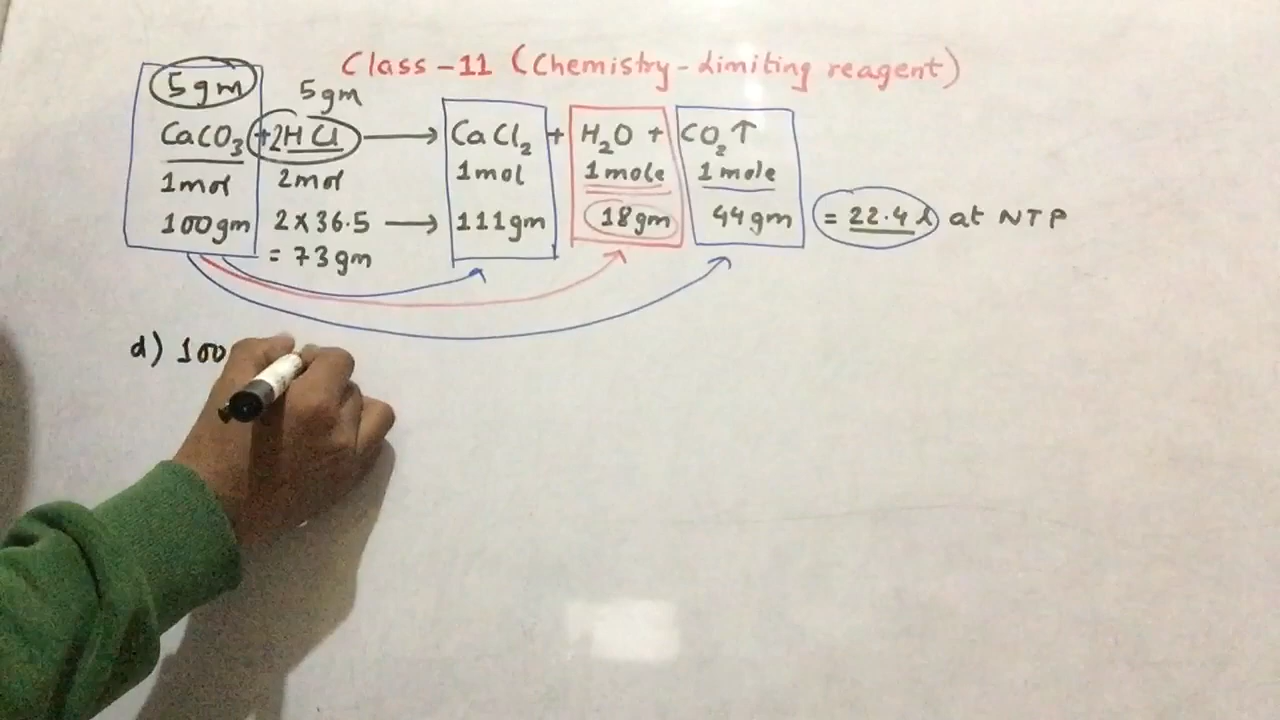 Class-11 (Chemistry-Limiting reagent)
5gm 5gm
CaCO₃ + 2HCl ⟶ CaCl₂ + H₂O + CO₂↑
1mol 2mol 1mol 1mole 1mole
100gm 2×36.5 ⟶ 111gm 18gm 44gm = 22.4 l at NTP
= 73gm
d) 100